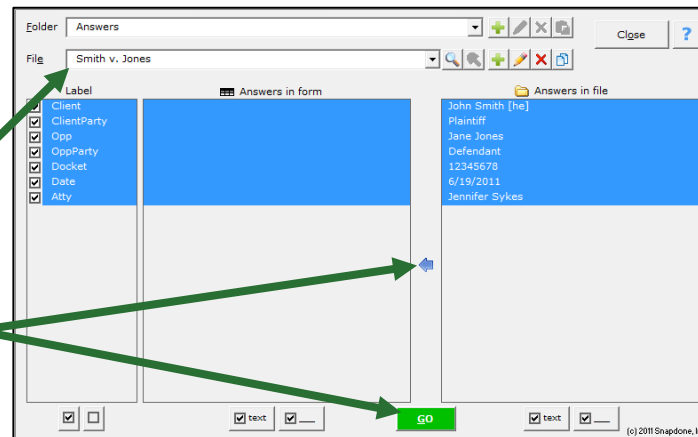 Folder Answers Close ?
File Smith v. Jones
Label Answers in form Answers in file
Client John Smith [he]
ClientParty Plaintiff
Opp Jane Jones
OppParty Defendant
Docket 12345678
Date 6/19/2011
Atty Jennifer Sykes
text GO text
(c) 2011 Snapdone,